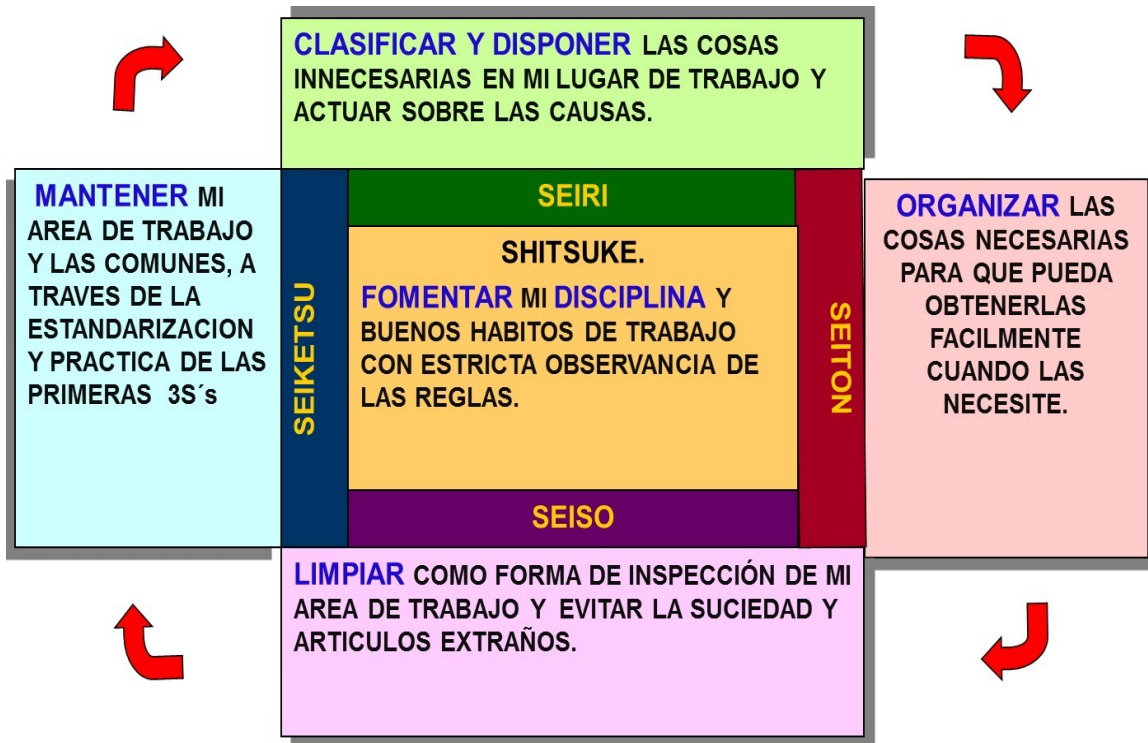 CLASIFICAR Y DISPONER LAS COSAS
INNECESARIAS EN MI LUGAR DE TRABAJO Y
ACTUAR SOBRE LAS CAUSAS.
SEIRI
MANTENER MI
AREA DE TRABAJO
Y LAS COMUNES, A
TRAVES DE LA
ESTANDARIZACION
Y PRACTICA DE LAS
PRIMERAS 3S´s
SEIKETSU
SHITSUKE.
FOMENTAR MI DISCIPLINA Y
BUENOS HABITOS DE TRABAJO
CON ESTRICTA OBSERVANCIA DE
LAS REGLAS.
SEITON
ORGANIZAR LAS
COSAS NECESARIAS
PARA QUE PUEDA
OBTENERLAS
FACILMENTE
CUANDO LAS
NECESITE.
SEISO
LIMPIAR COMO FORMA DE INSPECCIÓN DE MI
AREA DE TRABAJO Y EVITAR LA SUCIEDAD Y
ARTICULOS EXTRAÑOS.